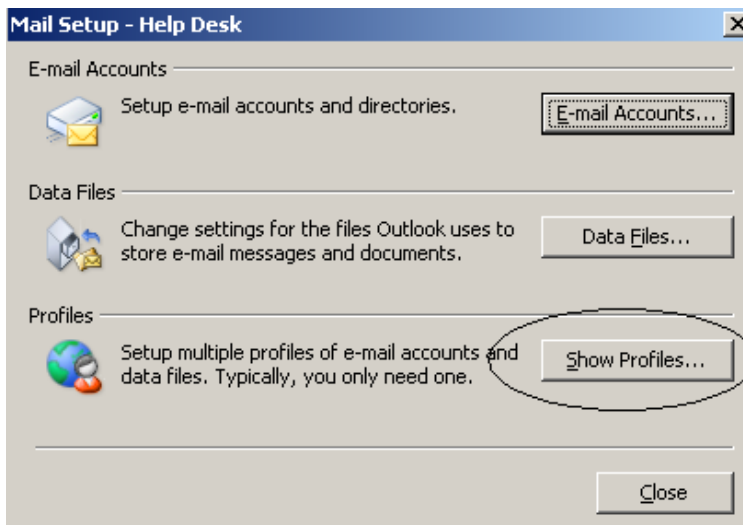 Mail Setup - Help Desk
E-mail Accounts
Setup e-mail accounts and directories.
E-mail Accounts...
Data Files
Change settings for the files Outlook uses to
store e-mail messages and documents.
Data Files...
Profiles
Setup multiple profiles of e-mail accounts and
data files. Typically, you only need one.
Show Profiles...
Close